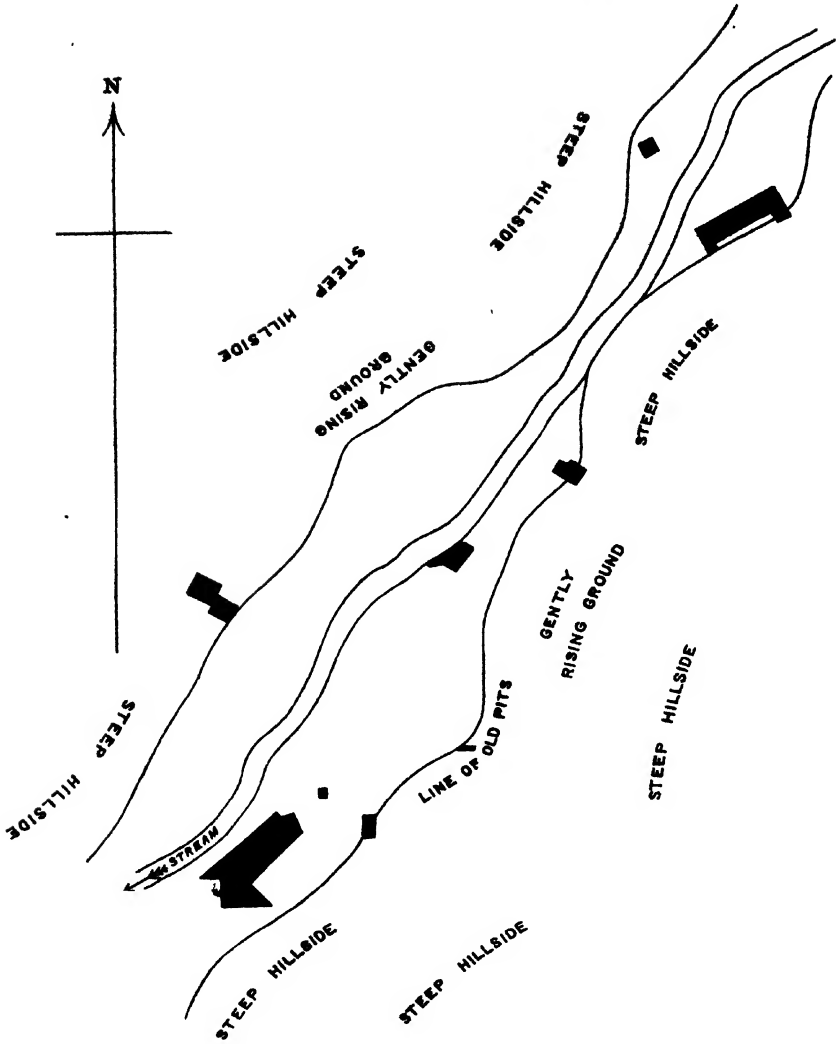 N
STEEP HILLSIDE
STEEP HILLSIDE
GENTLY RISING
GROUND
STEEP HILLSIDE
GENTLY
RISING GROUND
STEEP HILLSIDE
LINE OF OLD PITS
STEEP HILLSIDE
STREAM
STEEP HILLSIDE
STEEP HILLSIDE